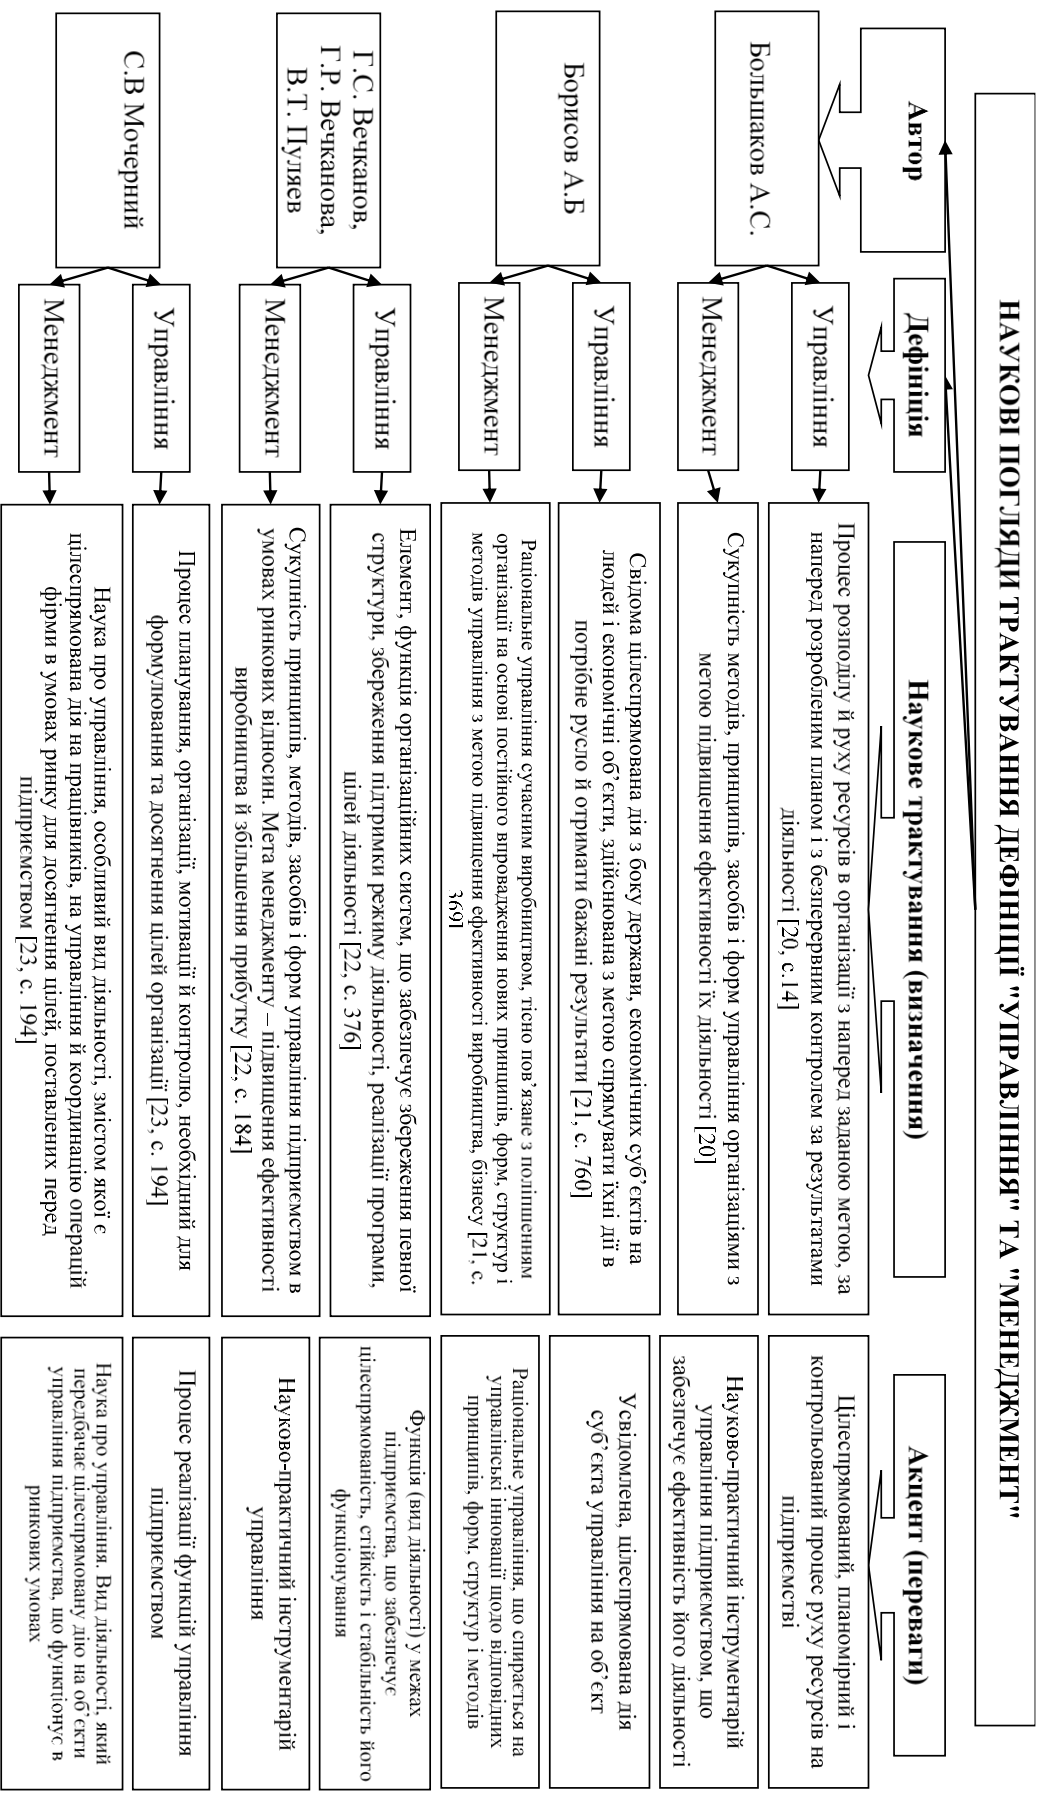 НАУКОВІ ПОГЛЯДИ ТРАКТУВАННЯ ДЕФІНІЦІЇ "УПРАВЛІННЯ" ТА "МЕНЕДЖМЕНТ"
Автор
Дефініція
Наукове трактування (визначення)
Акцент (переваги)
Большаков А.С.
Управління
Процес розподілу й руху ресурсів в організації з наперед заданою метою, за
наперед розробленим планом і з безперервним контролем за результатами
діяльності [20, с.14]
Цілеспрямований, планомірний і
контрольований процес руху ресурсів на
підприємстві
Менеджмент
Сукупність методів, принципів, засобів і форм управління організаціями з
метою підвищення ефективності їх діяльності [20]
Науково-практичний інструментарій
управління підприємством, що
забезпечує ефективність його діяльності
Борисов А.Б
Управління
Свідома цілеспрямована дія з боку держави, економічних суб’єктів на
людей і економічні об’єкти, здійснювана з метою спрямувати їхні дії в
потрібне русло й отримати бажані результати [21, с. 760]
Усвідомлена, цілеспрямована дія
суб’єкта управління на об’єкт
Менеджмент
Раціональне управління сучасним виробництвом, тісно пов’язане з поліпшенням
організації на основі постійного впровадження нових принципів, форм, структур і
методів управління з метою підвищення ефективності виробництва, бізнесу [21, с.
369]
Раціональне управління, що спирається на
управлінські інновації щодо відповідних
принципів, форм, структур і методів
Г.С. Вечканов,
Г.Р. Вечканова,
В.Т. Пуляев
Управління
Елемент, функція організаційних систем, що забезпечує збереження певної
структури, збереження підтримки режиму діяльності, реалізації програми,
цілей діяльності [22, с. 376]
Функція (вид діяльності) у межах
підприємства, що забезпечує
цілеспрямованість, стійкість і стабільність його
функціонування
Менеджмент
Сукупність принципів, методів, засобів і форм управління підприємством в
умовах ринкових відносин. Мета менеджменту – підвищення ефективності
виробництва й збільшення прибутку [22, с. 184]
Науково-практичний інструментарій
управління
С.В Мочерний
Управління
Процес планування, організації, мотивації й контролю, необхідний для
формулювання та досягнення цілей організації [23, с. 194]
Процес реалізації функцій управління
підприємством
Менеджмент
Наука про управління, особливий вид діяльності, змістом якої є
цілеспрямована дія на працівників, на управління й координацію операцій
фірми в умовах ринку для досягнення цілей, поставлених перед
підприємством [23, с. 194]
Наука про управління. Вид діяльності, який
передбачає цілеспрямовану дію на об’єкти
управління підприємства, що функціонує в
ринкових умовах